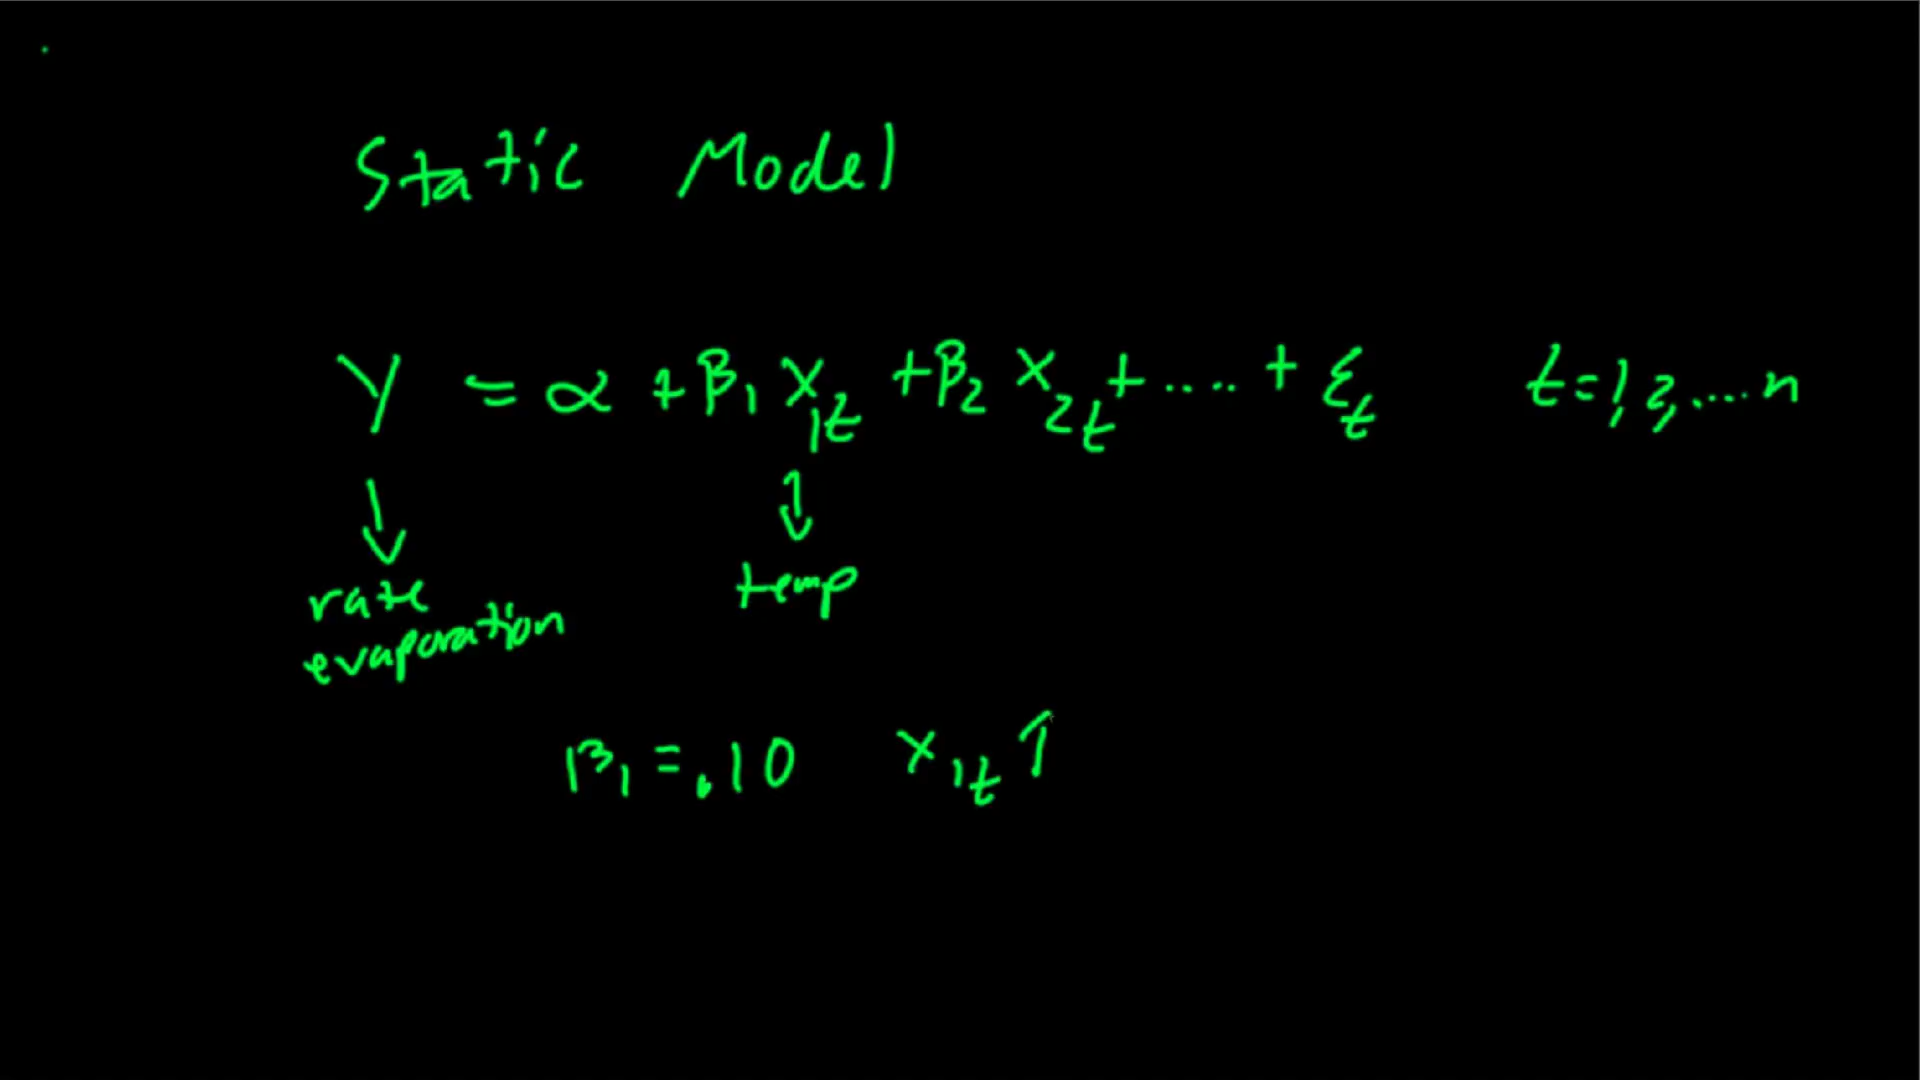 Static Model
Y = α + β₁ X₁ₜ + β₂ X₂ₜ + .... + εₜ t=1,2,....n
↓ ↓
rate temp
evaporation
β₁ = .10 X₁ₜ ↑